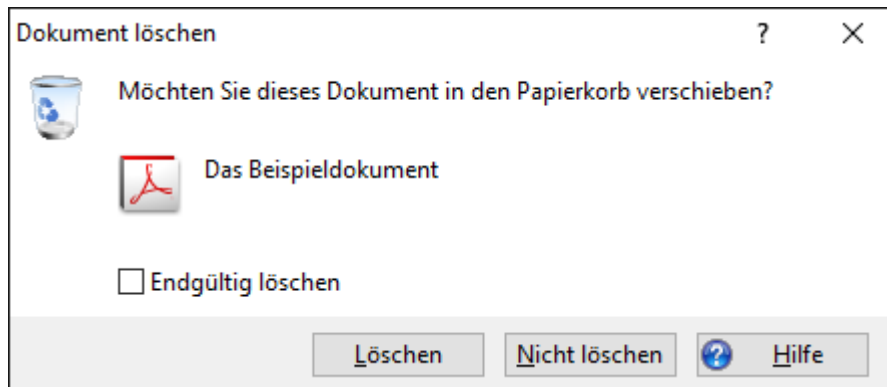 Dokument löschen ?
Möchten Sie dieses Dokument in den Papierkorb verschieben?
Das Beispieldokument
Endgültig löschen
Löschen Nicht löschen ? Hilfe